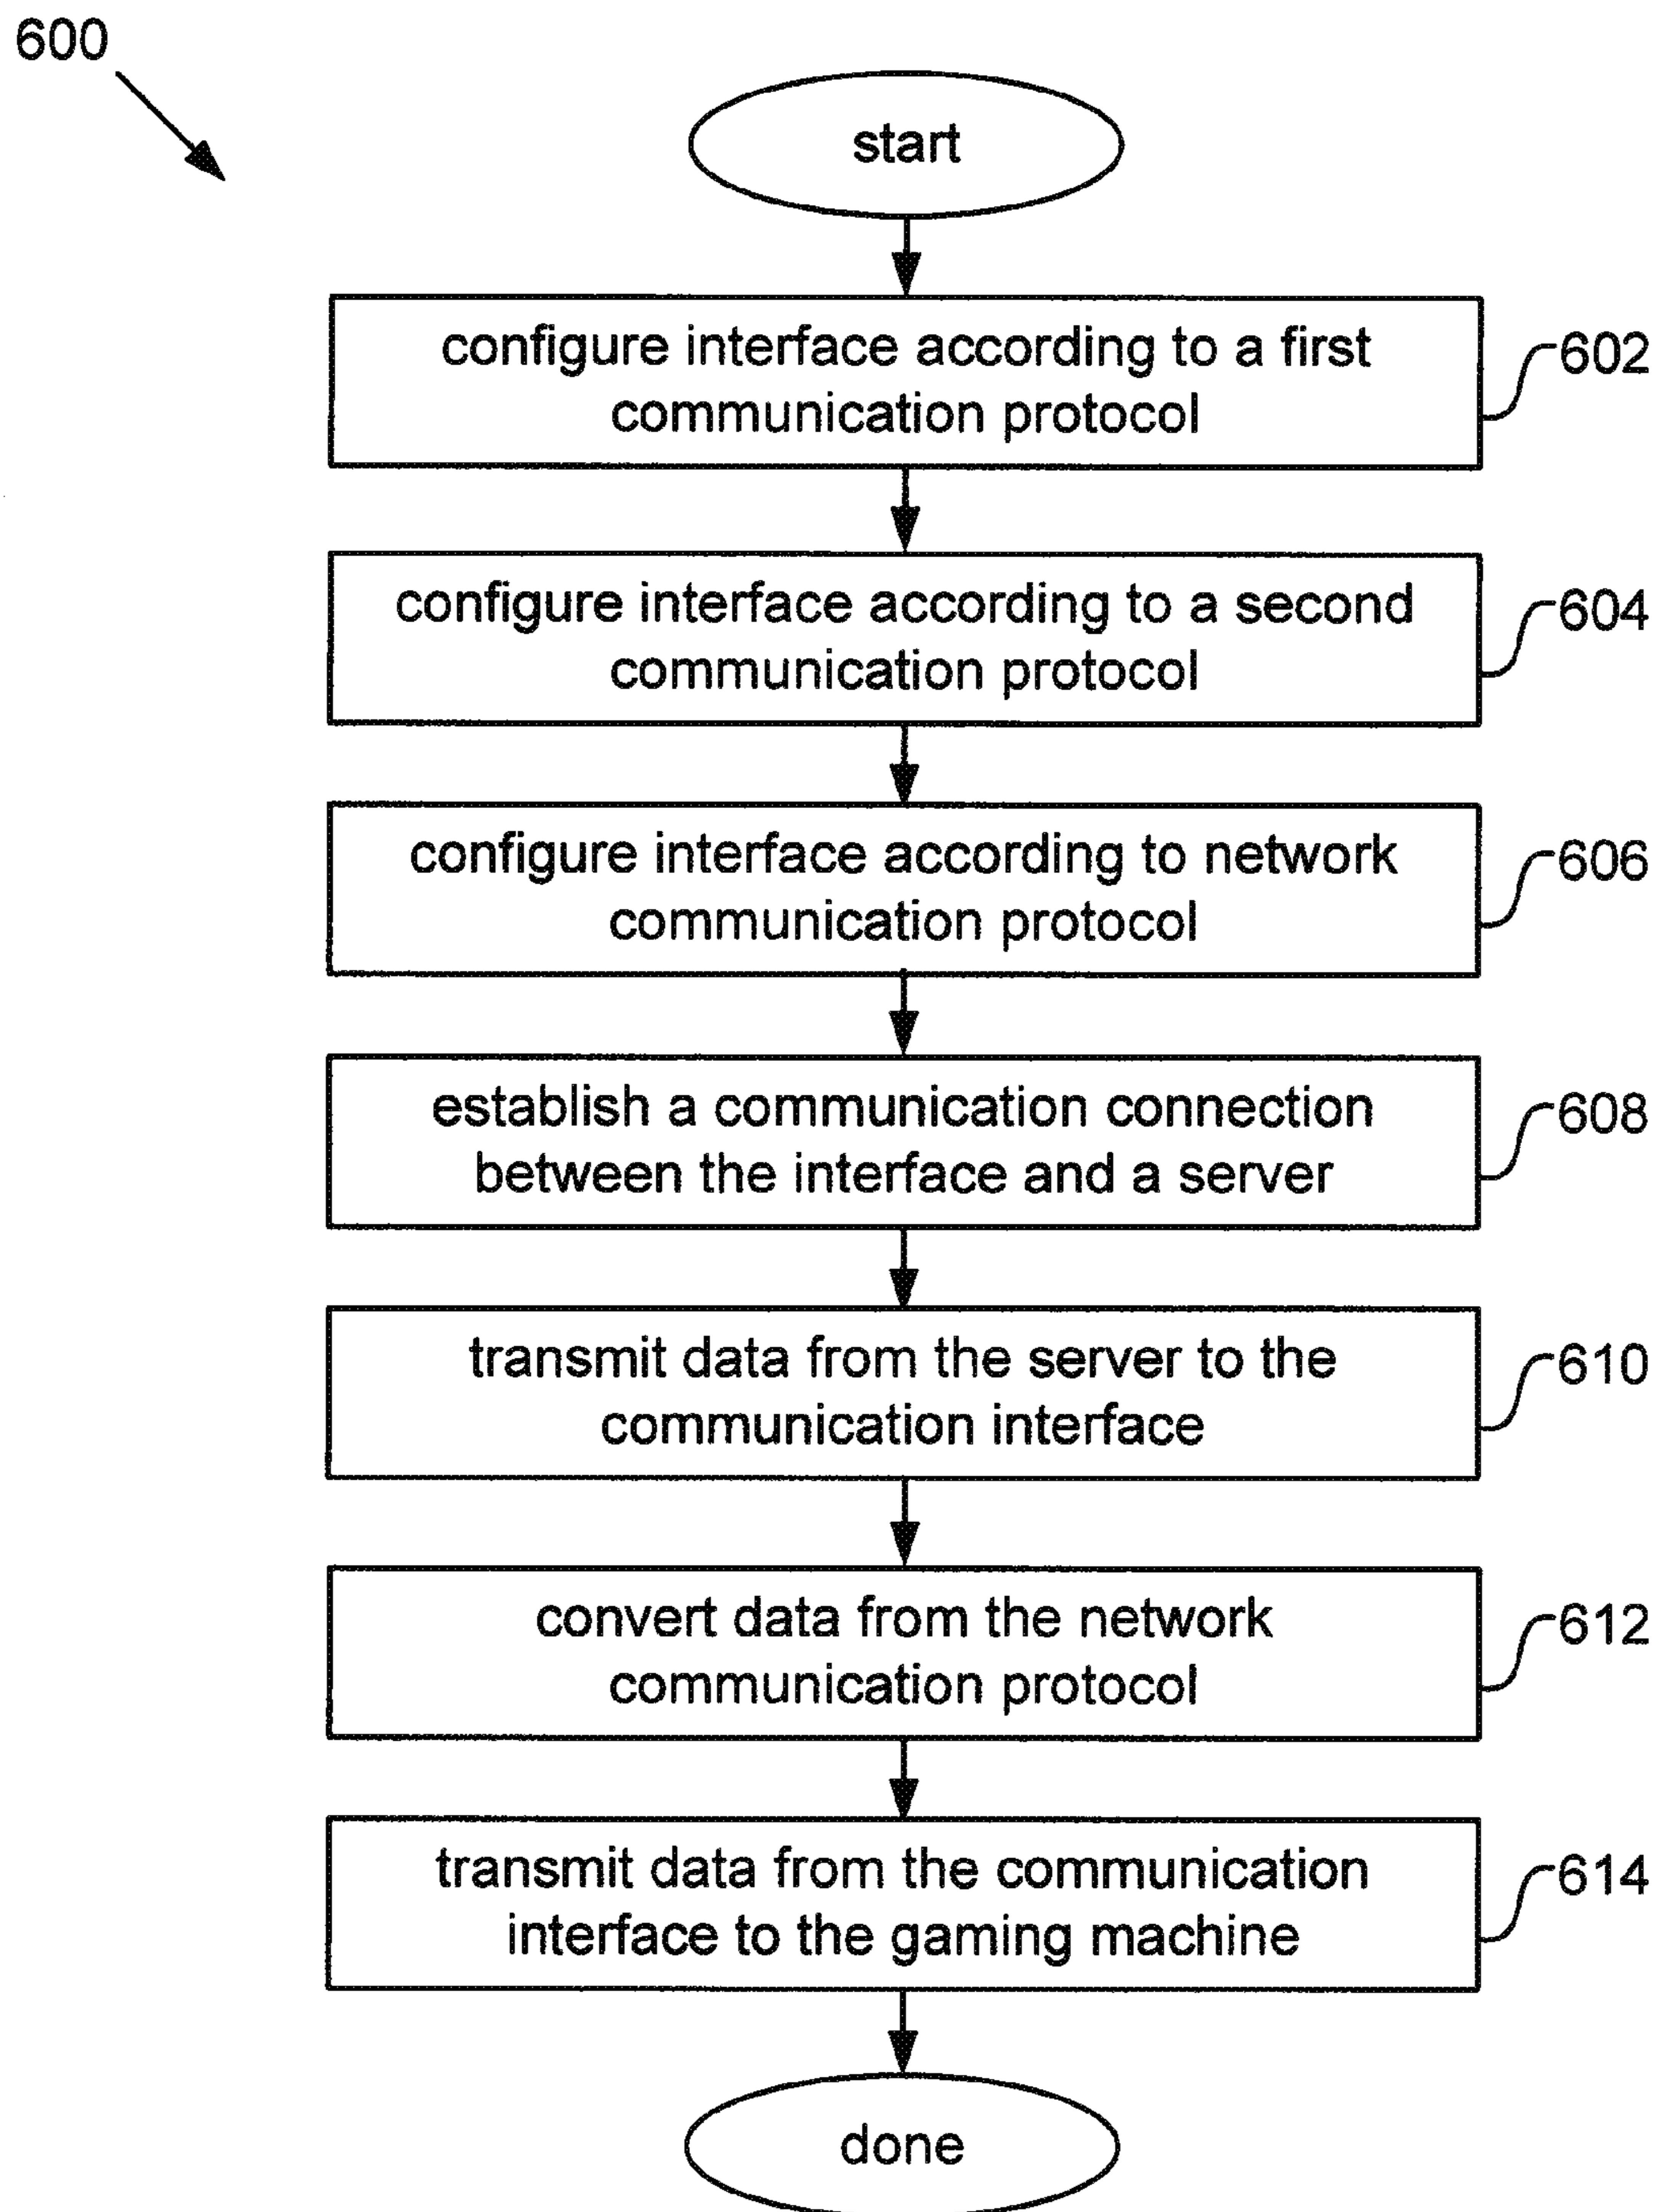 600
start
configure interface according to a first
communication protocol
602
configure interface according to a second
communication protocol
604
configure interface according to network
communication protocol
606
establish a communication connection
between the interface and a server
608
transmit data from the server to the
communication interface
610
convert data from the network
communication protocol
612
transmit data from the communication
interface to the gaming machine
614
done